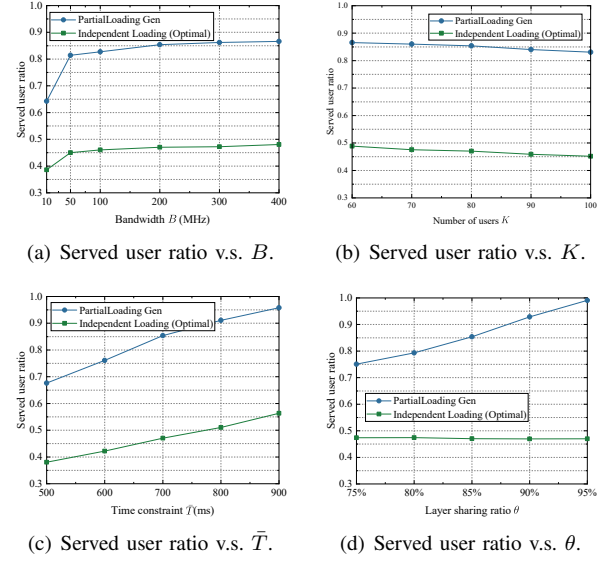 1.0
0.9
0.8
0.7
0.6
0.5
0.4
0.3
Served user ratio
PartialLoading Gen
Independent Loading (Optimal)
10 50 100 200 300 400
Bandwidth B (MHz)
(a) Served user ratio v.s. B.
1.0
0.9
0.8
0.7
0.6
0.5
0.4
0.3
Served user ratio
PartialLoading Gen
Independent Loading (Optimal)
60 70 80 90 100
Number of users K
(b) Served user ratio v.s. K.
1.0
0.9
0.8
0.7
0.6
0.5
0.4
0.3
Served user ratio
PartialLoading Gen
Independent Loading (Optimal)
500 600 700 800 900
Time constraint T̄(ms)
(c) Served user ratio v.s. T̄.
1.0
0.9
0.8
0.7
0.6
0.5
0.4
0.3
Served user ratio
PartialLoading Gen
Independent Loading (Optimal)
75% 80% 85% 90% 95%
Layer sharing ratio θ
(d) Served user ratio v.s. θ.